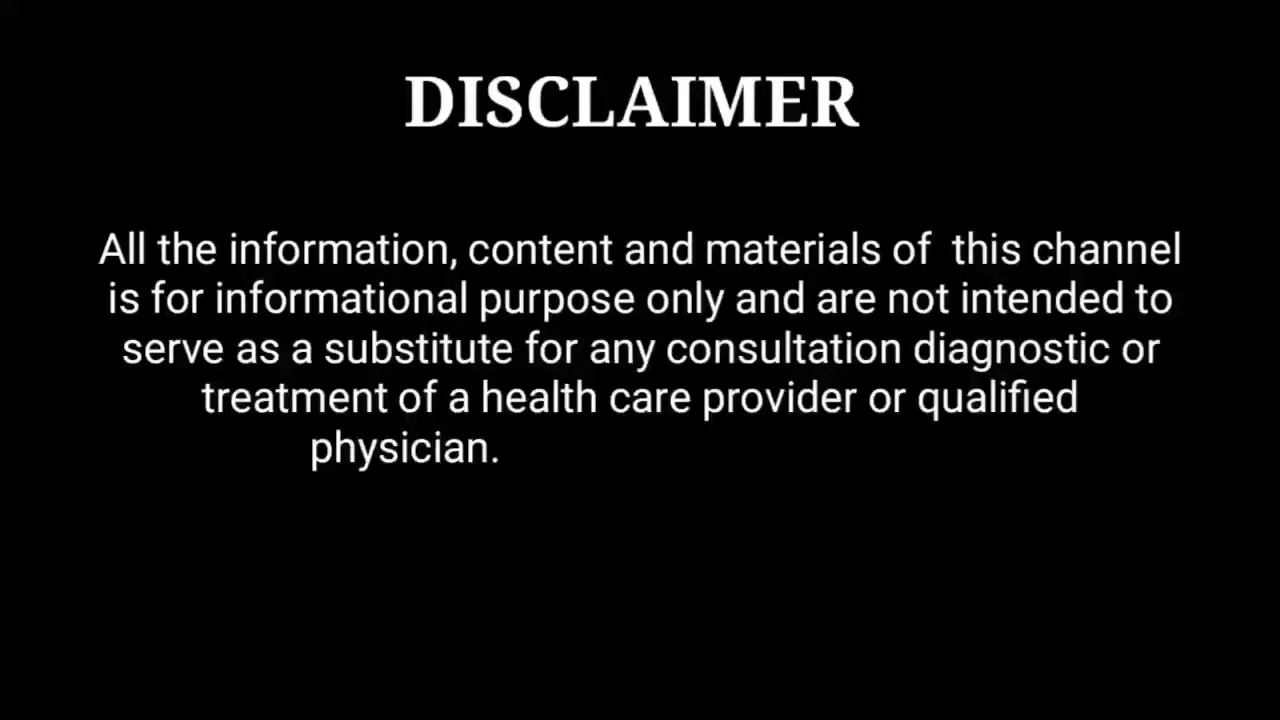 DISCLAIMER
All the information, content and materials of  this channel
is for informational purpose only and are not intended to
serve as a substitute for any consultation diagnostic or
treatment of a health care provider or qualified
physician.